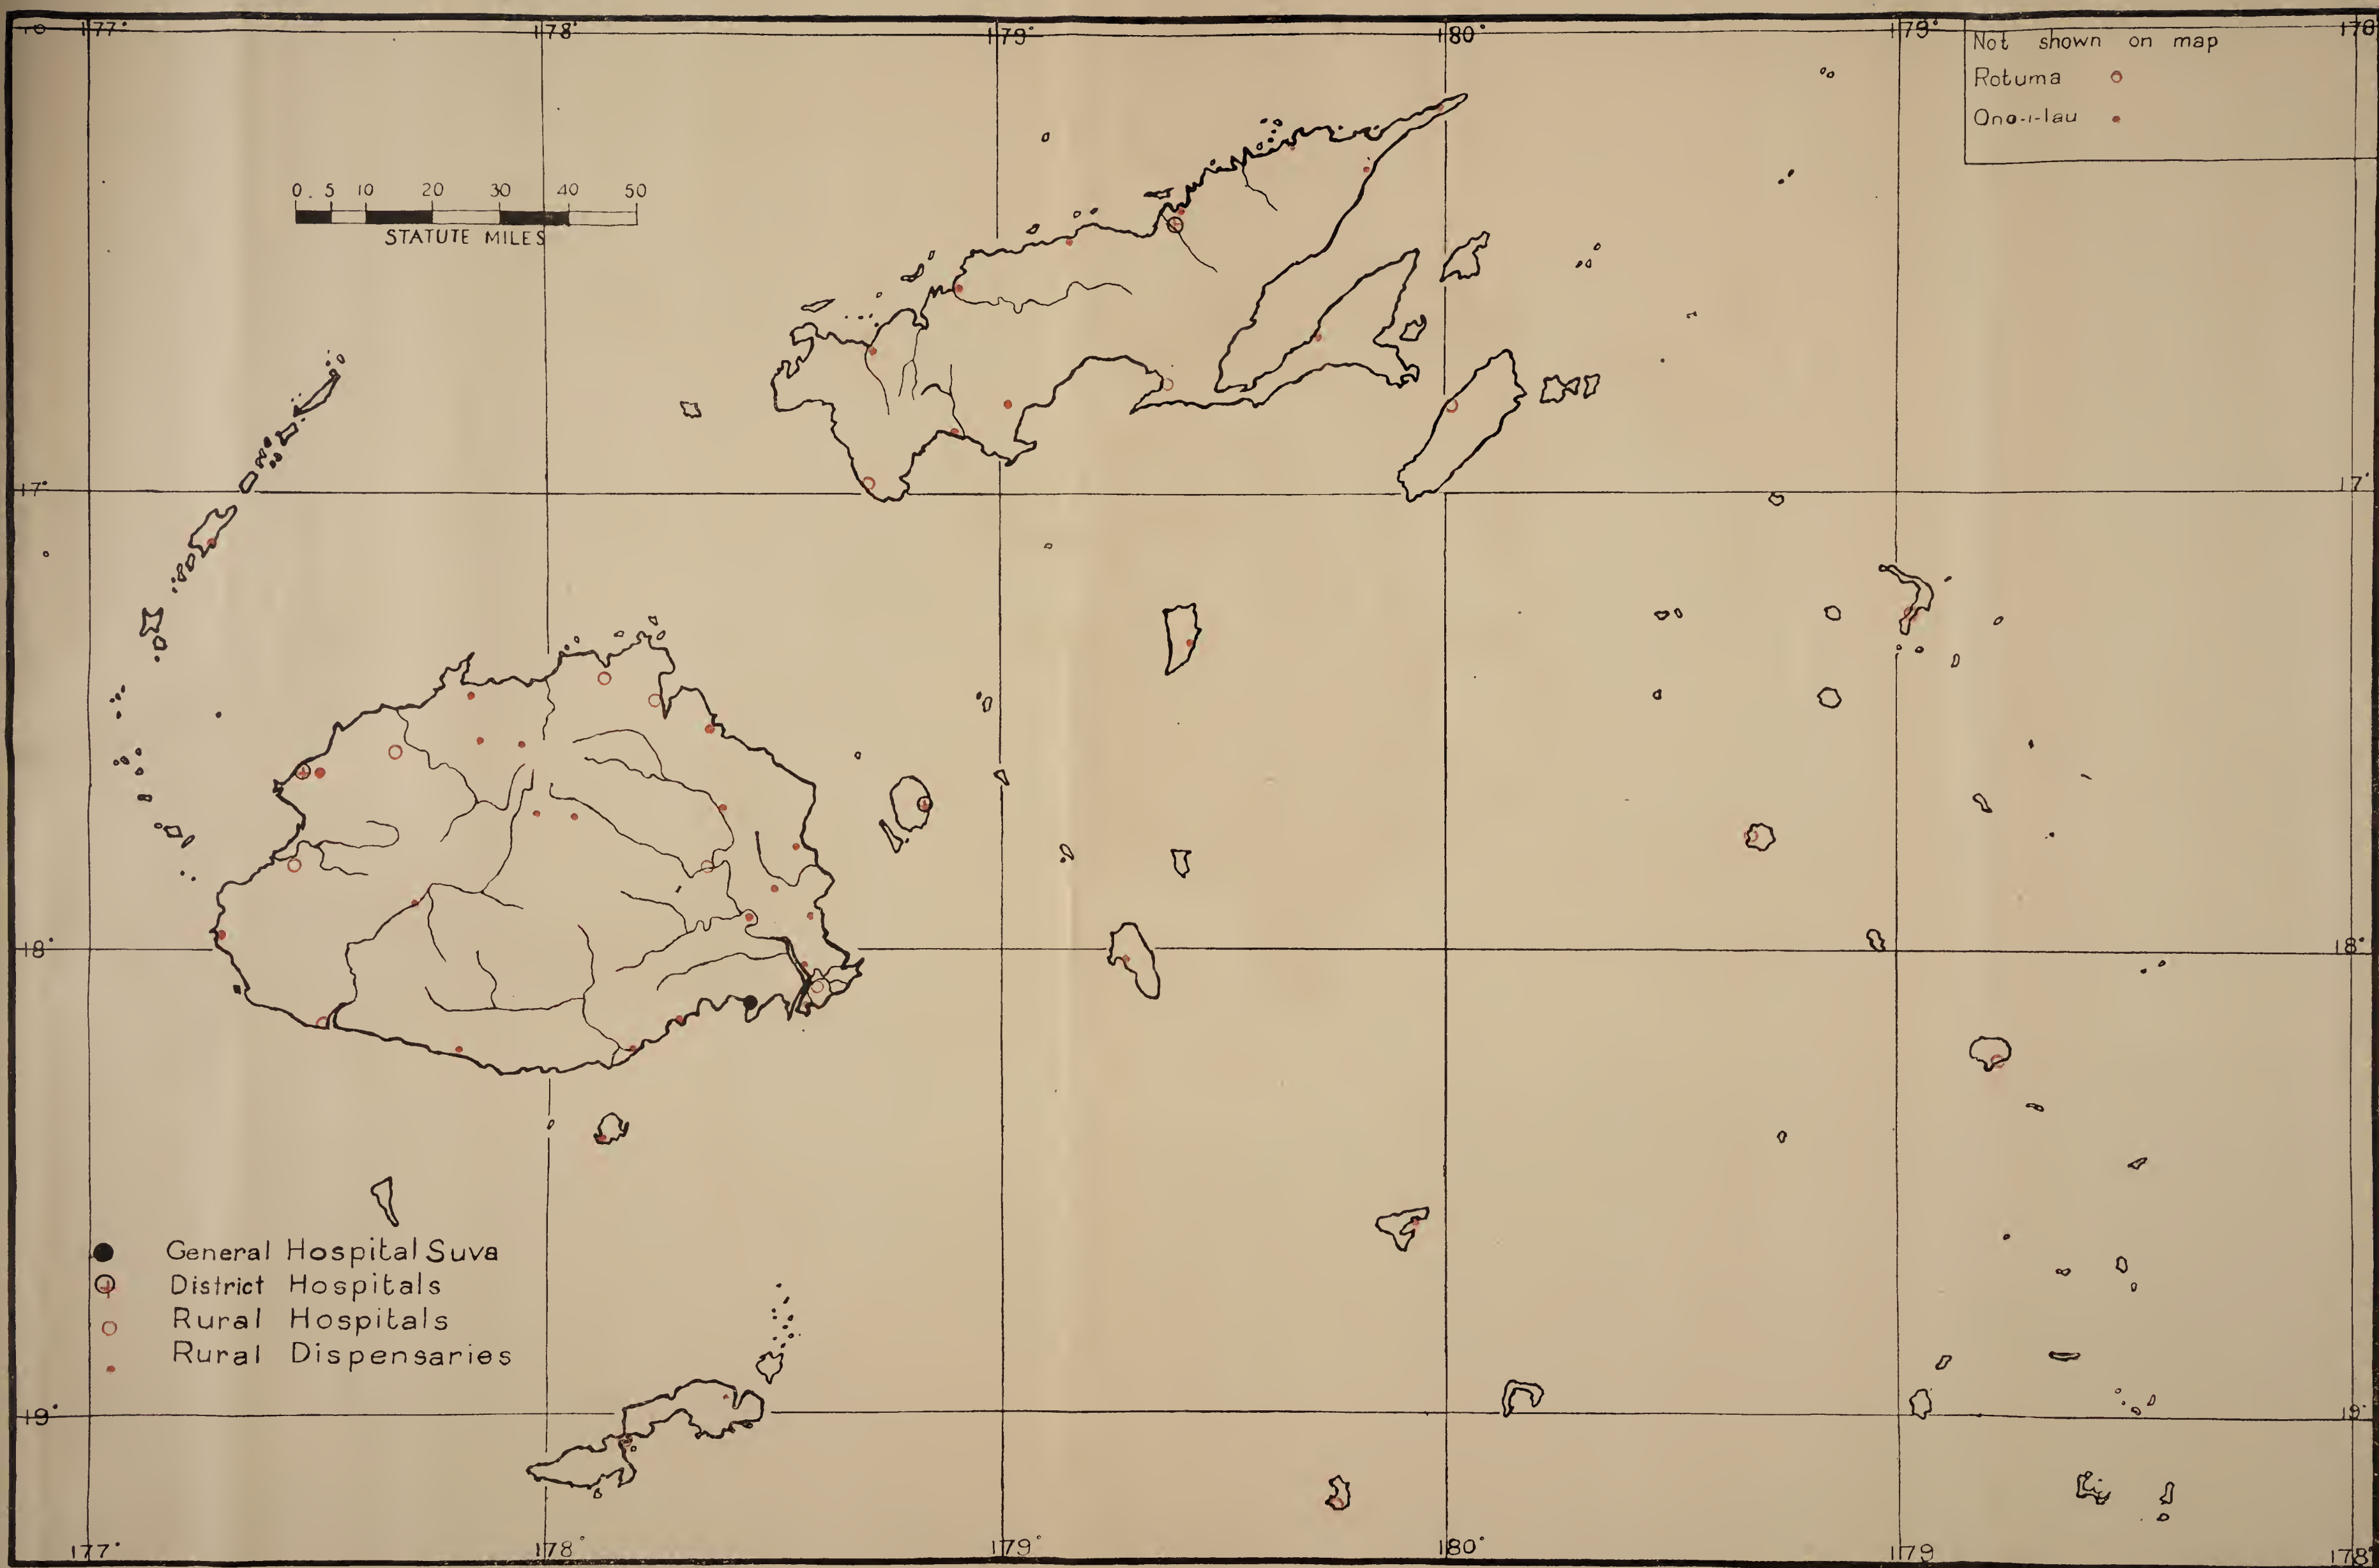 177° 178° 179° 180° 179° 178°
Not shown on map
Rotuma
Ono-i-lau
0 . 5 10 20 30 40 50
STATUTE MILES
17° 17°
18° 18°
General Hospital Suva
District Hospitals
Rural Hospitals
Rural Dispensaries
19° 19°
177° 178° 179° 180° 179 178°